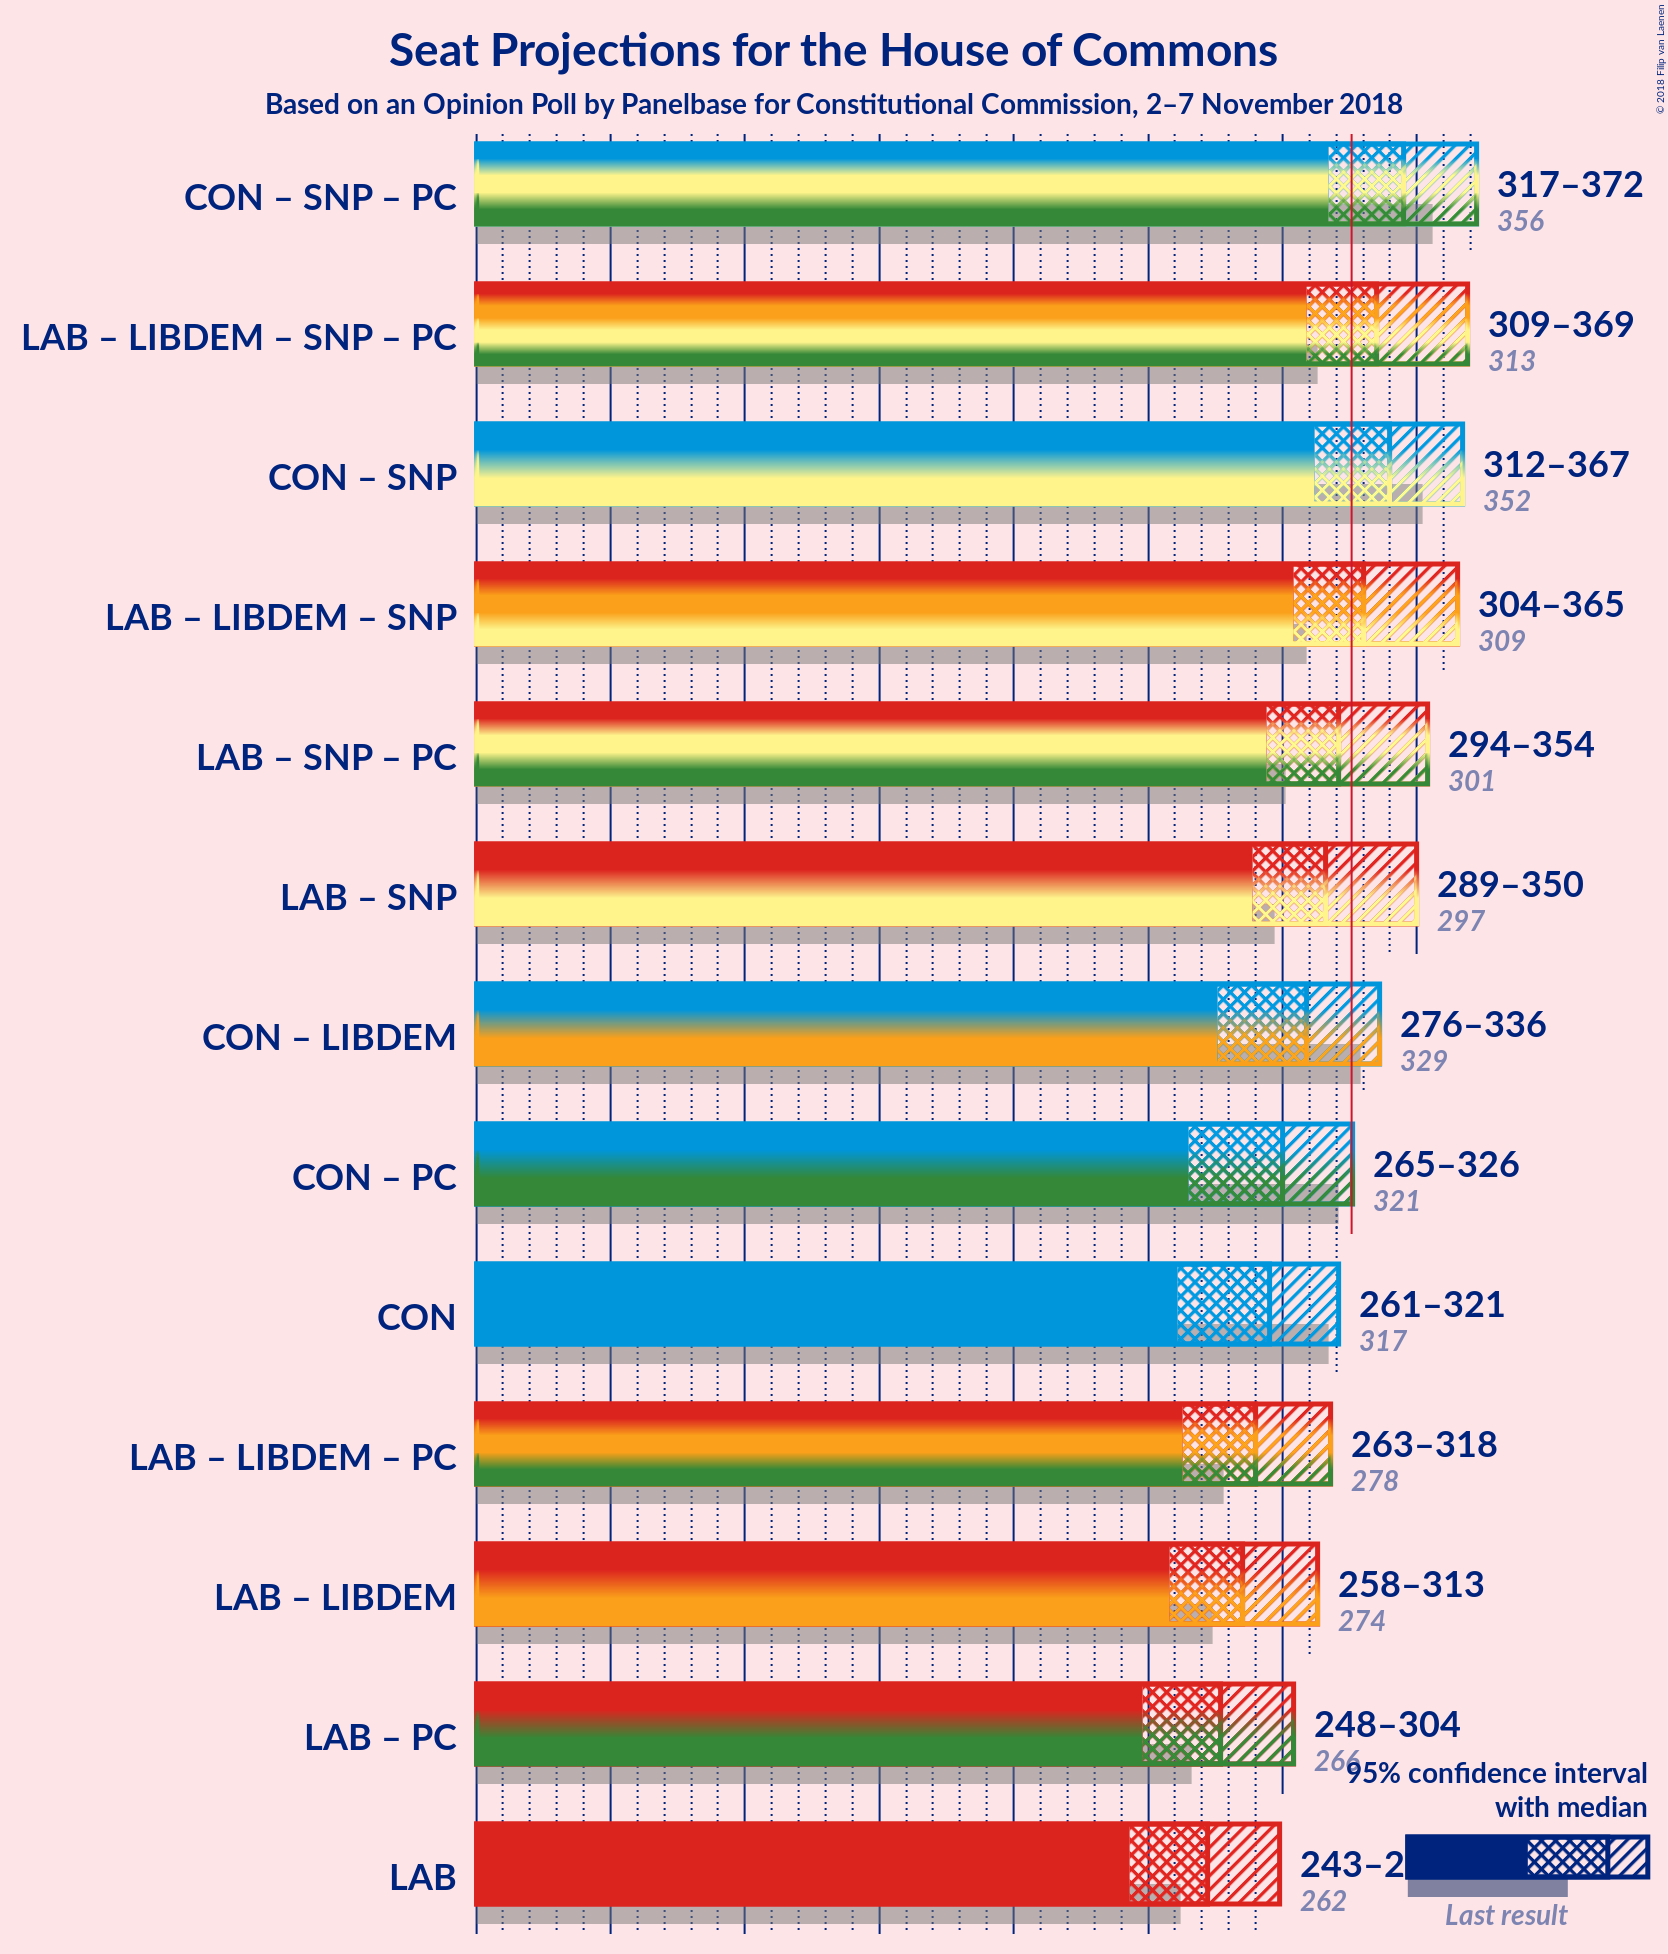 © 2018 Filip van Laenen
Seat Projections for the House of Commons
Based on an Opinion Poll by Panelbase for Constitutional Commission, 2–7 November 2018
CON – SNP – PC
317–372
356
LAB – LIBDEM – SNP – PC
309–369
313
CON – SNP
312–367
352
LAB – LIBDEM – SNP
304–365
309
LAB – SNP – PC
294–354
301
LAB – SNP
289–350
297
CON – LIBDEM
276–336
329
CON – PC
265–326
321
CON
261–321
317
LAB – LIBDEM – PC
263–318
278
LAB – LIBDEM
258–313
274
LAB – PC
248–304
266
95% confidence interval
with median
LAB
243–2
262
Last result